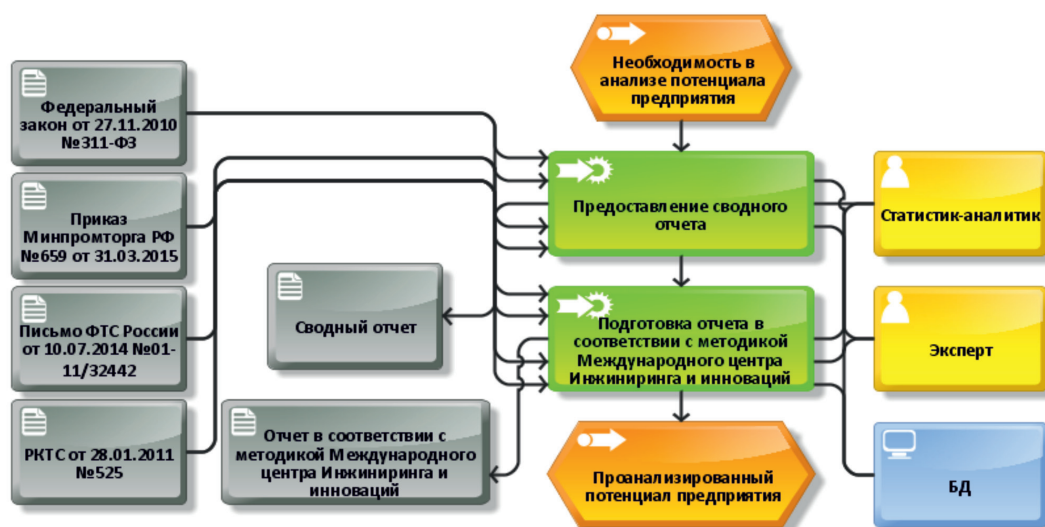 Необходимость в
анализе потенциала
предприятия
Федеральный
закон от 27.11.2010
№311-ФЗ
Предоставление сводного
отчета
Статистик-аналитик
Приказ
Минпромторга РФ
№659 от 31.03.2015
Сводный отчет
Письмо ФТС России
от 10.07.2014 №01-
11/32442
Подготовка отчета в
соответствии с методикой
Международного центра
Инжиниринга и инноваций
Эксперт
РКТС от 28.01.2011
№525
Отчет в соответствии с
методикой Международного
центра Инжиниринга и
инноваций
Проанализированный
потенциал предприятия
БД